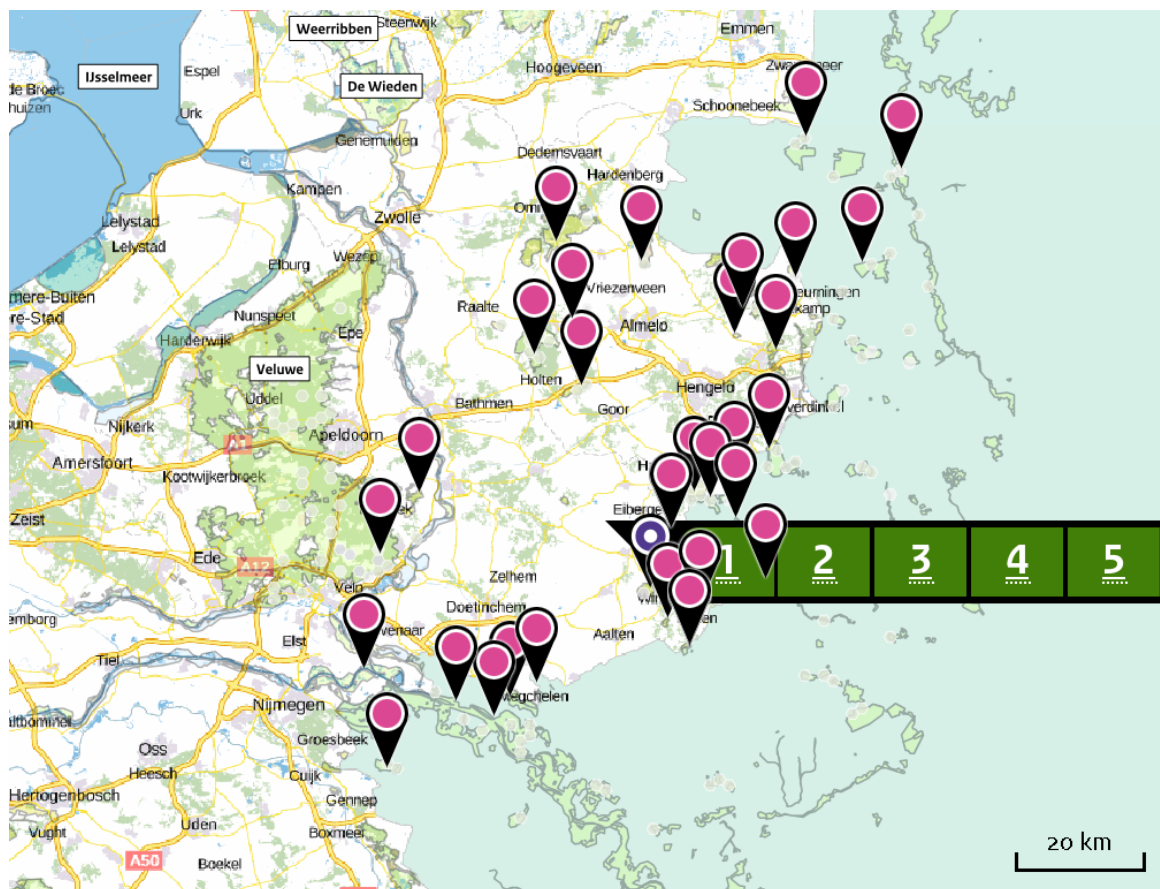 Weerribben
Steenwijk
Emmen
IJsselmeer
Espel
De Wieden
Hoogeveen
Schoonebeek
Urk
Genemuiden
Dedemsvaart
Hardenberg
Kampen
Zwolle
Lelystad
Lelystad
Wezep
Elburg
Raalte
Vriezenveen
Nunspeet
Almelo
Epe
Harderwijk
Veluwe
Holten
Hengelo
Uddel
Bathmen
Goor
Nijkerk
A1
Apeldoorn
Amersfoort
Kootwijkerbroek
Zeist
Ede
A12
1
2
3
4
5
Zelhem
Doetinchem
Aalten
Elst
Tiel
Nijmegen
Groesbeek
Oss
Heesch
Cuijk
Hertogenbosch
Gennep
Uden
Vught
Boxmeer
A50
Boekel
20 km